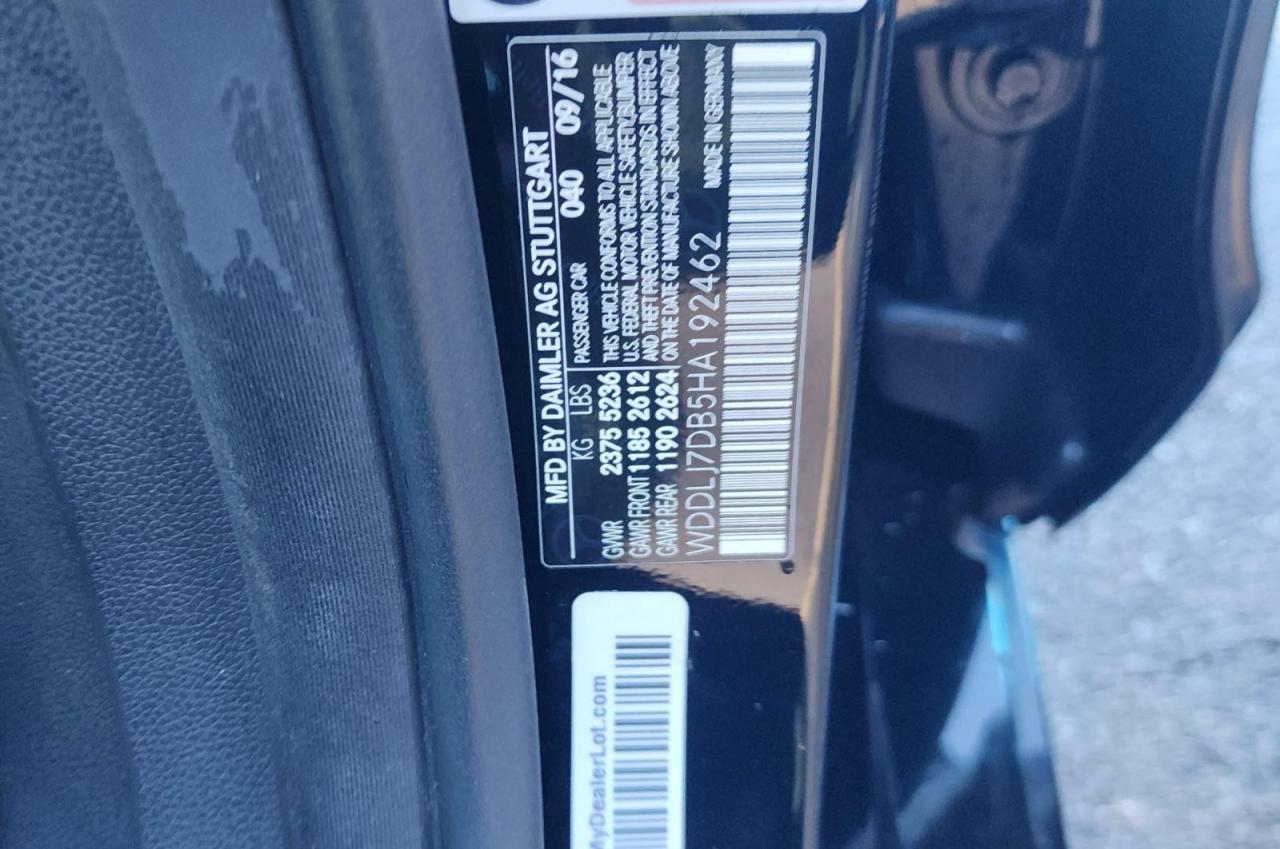 MFD BY DAIMLER AG STUTTGART
KG LBS PASSENGER CAR 040 09/16
GVWR 2375 5236 THIS VEHICLE CONFORMS TO ALL APPLICABLE
GAWR FRONT 1185 2612 U.S. FEDERAL MOTOR VEHICLE SAFETY,BUMPER
GAWR REAR 1190 2624 AND THEFT PREVENTION STANDARDS IN EFFECT
ON THE DATE OF MANUFACTURE SHOWN ABOVE
WDDLJ7DB5HA192462 MADE IN GERMANY
MyDealerLot.com